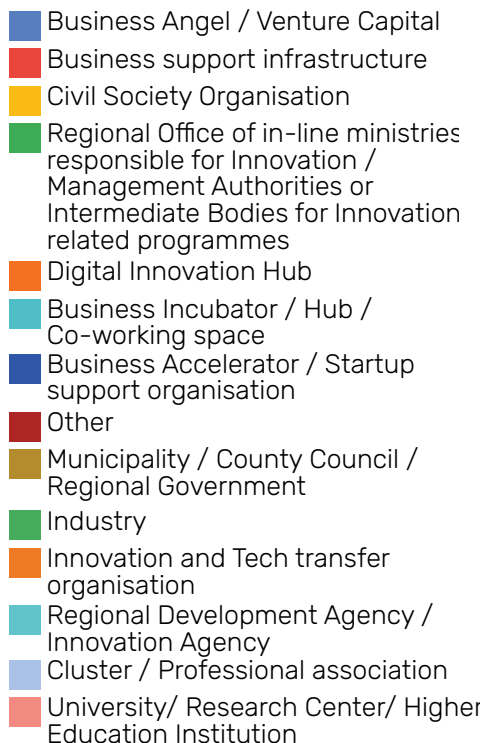 Business Angel / Venture Capital
Business support infrastructure
Civil Society Organisation
Regional Office of in-line ministries
responsible for Innovation /
Management Authorities or
Intermediate Bodies for Innovation
related programmes
Digital Innovation Hub
Business Incubator / Hub /
Co-working space
Business Accelerator / Startup
support organisation
Other
Municipality / County Council /
Regional Government
Industry
Innovation and Tech transfer
organisation
Regional Development Agency /
Innovation Agency
Cluster / Professional association
University/ Research Center/ Higher
Education Institution